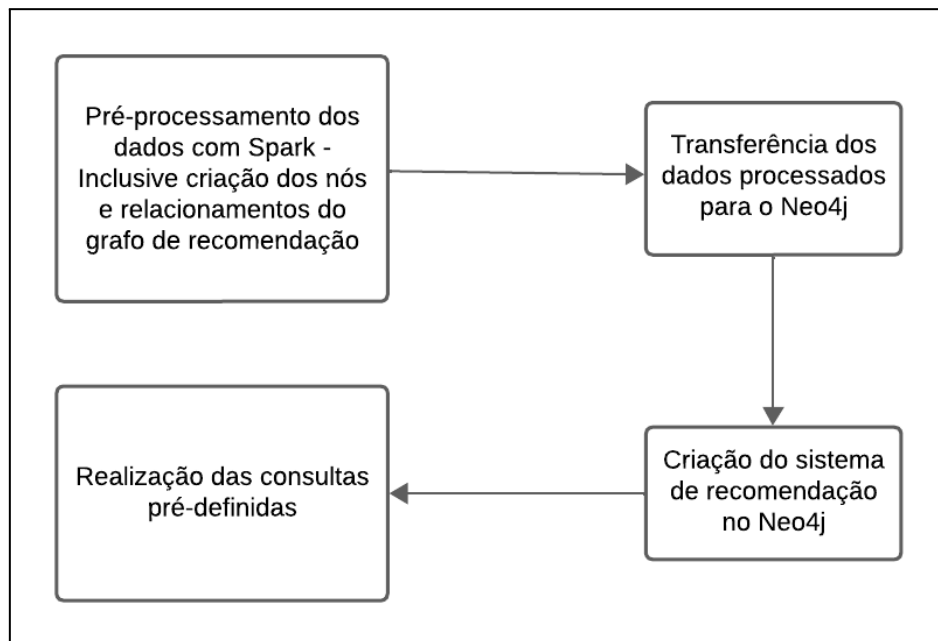 Pré-processamento dos
dados com Spark -
Inclusive criação dos nós
e relacionamentos do
grafo de recomendação
Transferência dos
dados processados
para o Neo4j
Criação do sistema
de recomendação
no Neo4j
Realização das consultas
pré-definidas